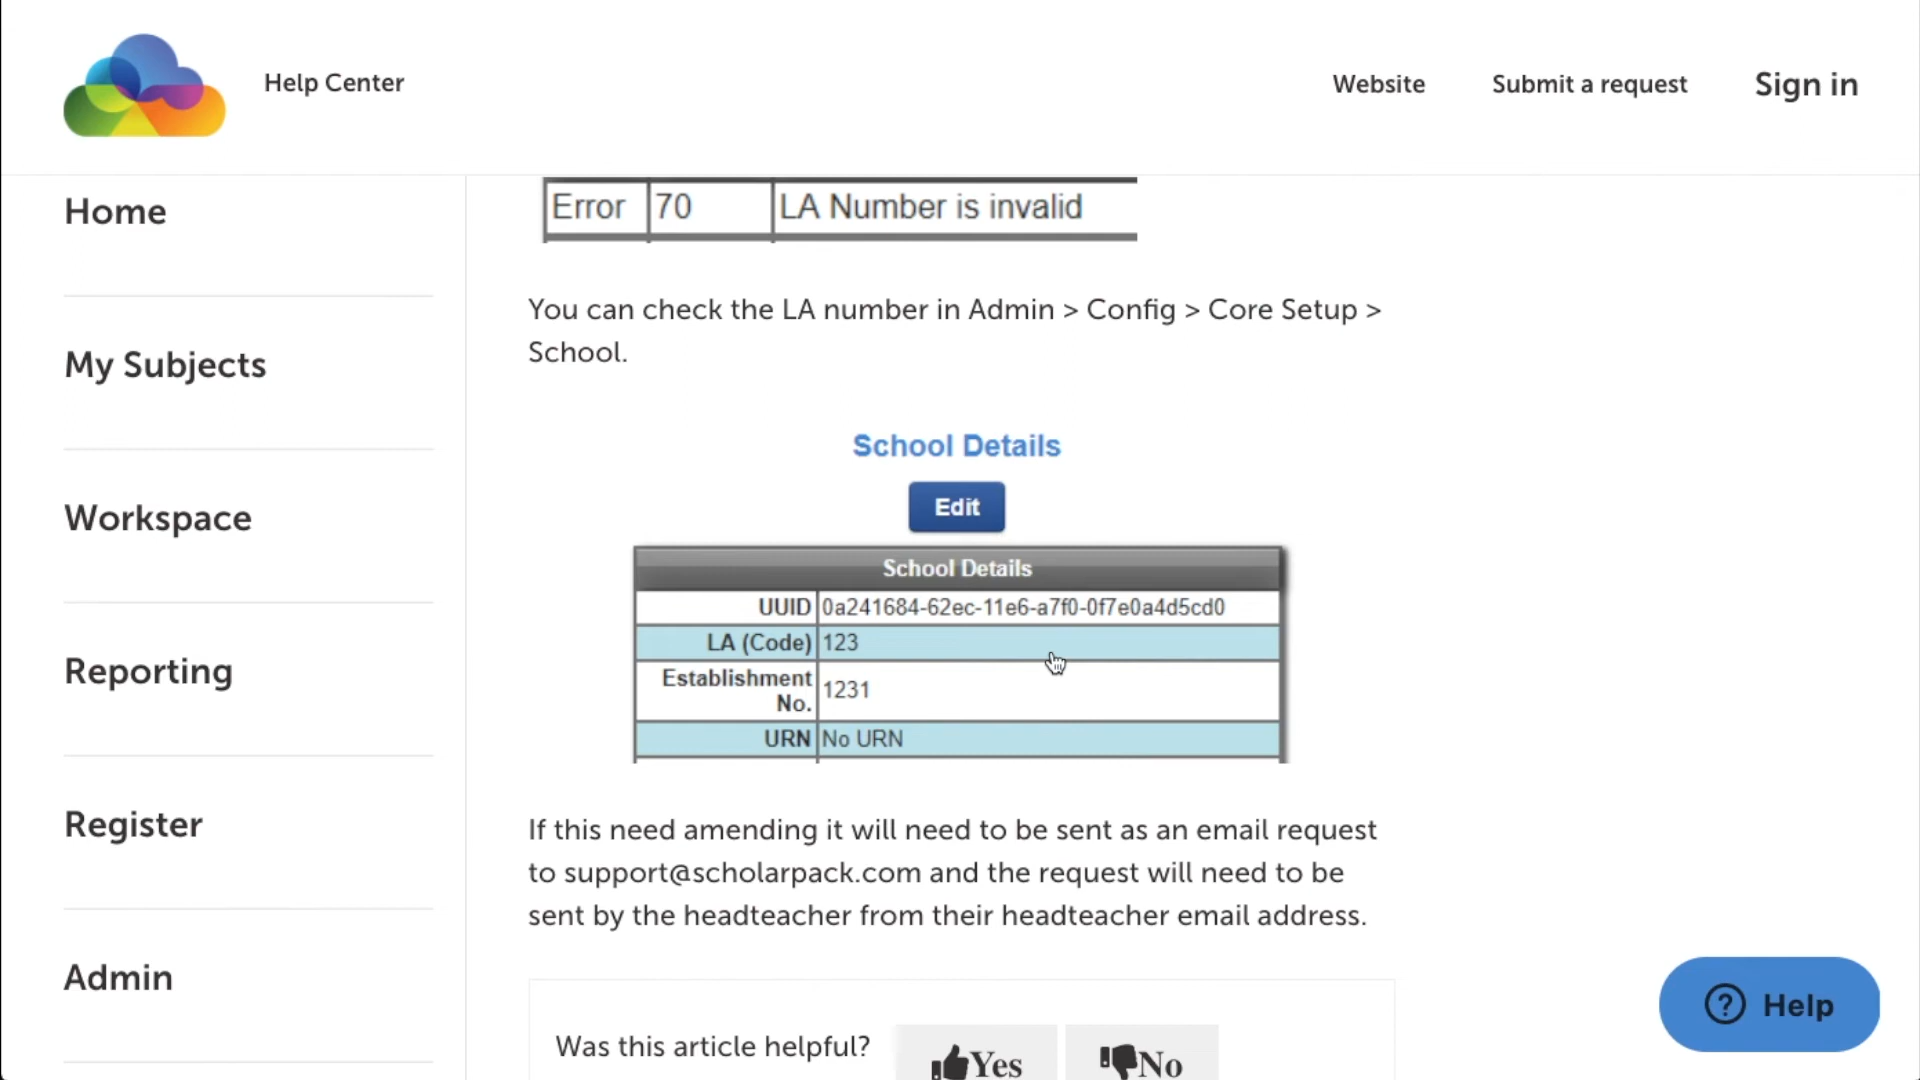 Help Center
Website
Submit a request
Sign in
Home
My Subjects
Workspace
Reporting
Register
Admin
Error 70 LA Number is invalid
You can check the LA number in Admin > Config > Core Setup >
School.
School Details
Edit
School Details
UUID 0a241684-62ec-11e6-a7f0-0f7e0a4d5cd0
LA (Code) 123
Establishment
No. 1231
URN No URN
If this need amending it will need to be sent as an email request
to support@scholarpack.com and the request will need to be
sent by the headteacher from their headteacher email address.
Was this article helpful?
Yes
No
Help